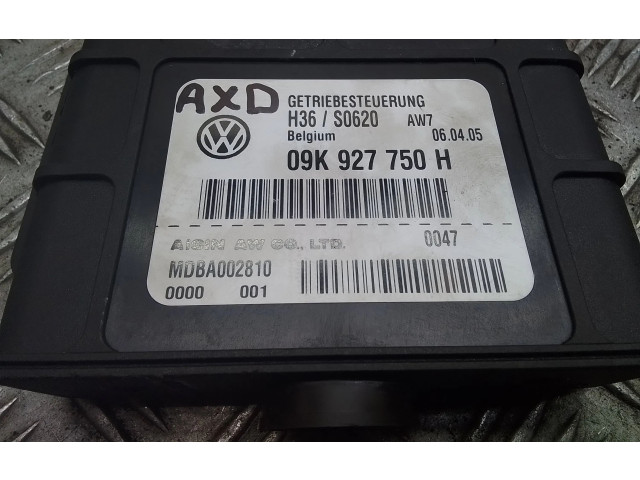 AXD
GETRIEBESTEUERUNG
H36 / S0620 AW7
Belgium 06.04.05
09K 927 750 H
AISIN AW CO., LTD. 0047
MDBA002810
0000 001